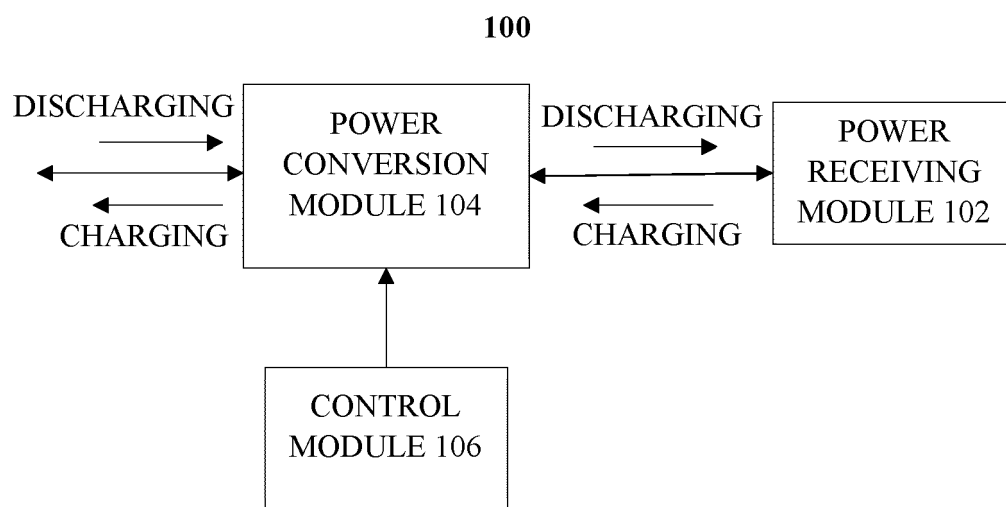 100
DISCHARGING
CHARGING
POWER
CONVERSION
MODULE 104
DISCHARGING
CHARGING
POWER
RECEIVING
MODULE 102
CONTROL
MODULE 106